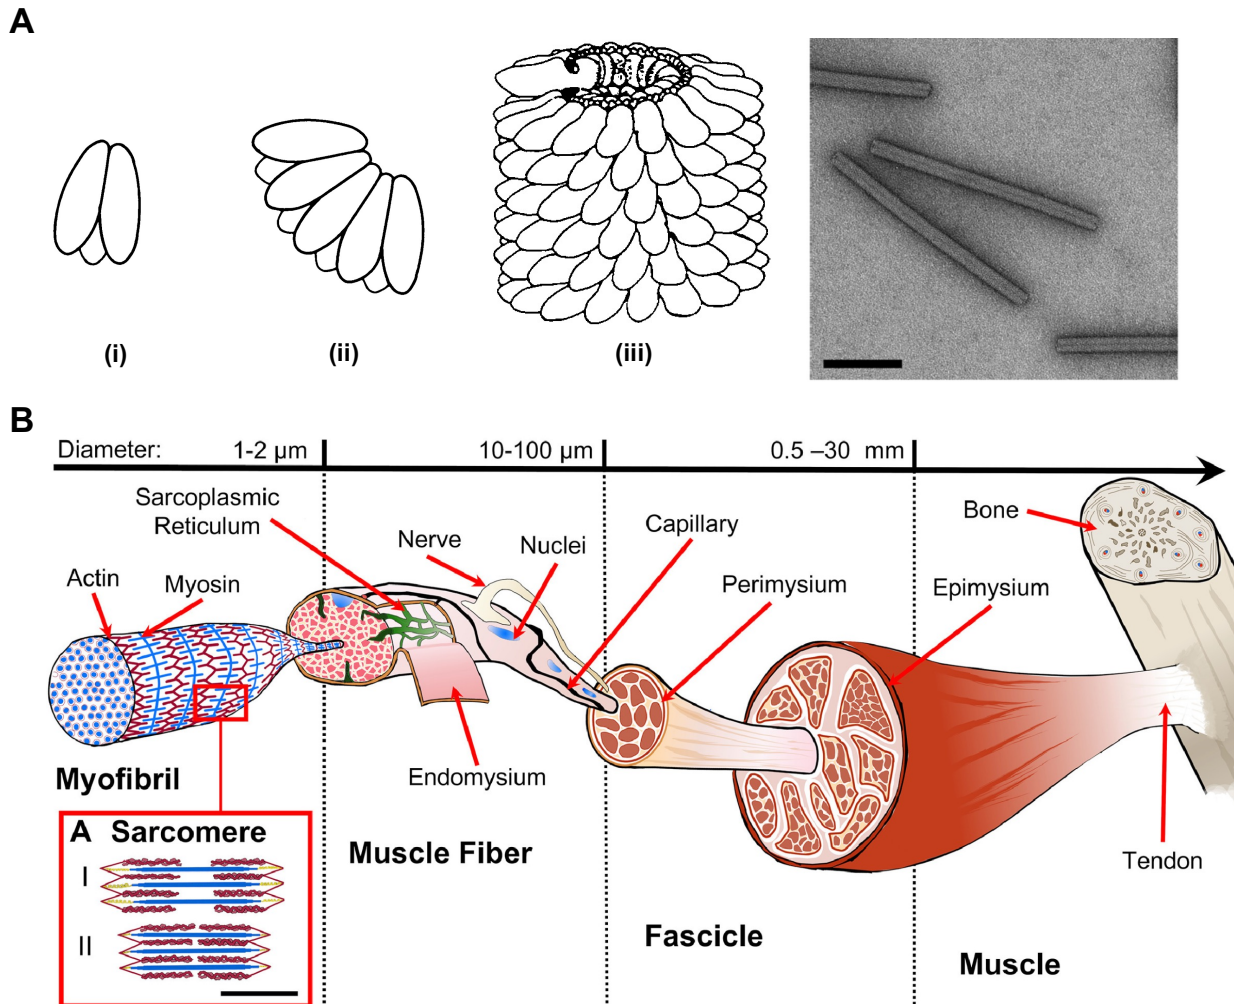 A
(i)
(ii)
(iii)
B
Diameter:
1-2 µm
10-100 µm
0.5 –30 mm
Sarcoplasmic
Reticulum
Nerve
Nuclei
Capillary
Bone
Actin
Myosin
Perimysium
Epimysium
Myofibril
Endomysium
A Sarcomere
I
II
Muscle Fiber
Tendon
Fascicle
Muscle